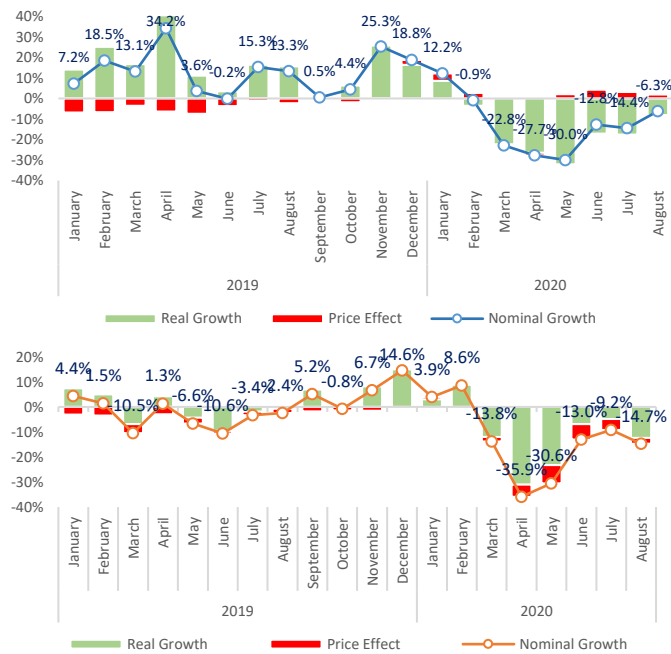 40%
30%
20%
10%
0%
-10%
-20%
-30%
-40%
7.2%
18.5%
13.1%
34.2%
3.6%
-0.2%
15.3%
13.3%
0.5%
4.4%
25.3%
18.8%
12.2%
-0.9%
-22.8%
-27.7%
-30.0%
-12.8%
-14.4%
-6.3%
January
February
March
April
May
June
July
August
September
October
November
December
January
February
March
April
May
June
July
August
2019
2020
Real Growth
Price Effect
Nominal Growth
20%
10%
0%
-10%
-20%
-30%
-40%
4.4%
1.5%
-10.5%
1.3%
-6.6%
-10.6%
-3.4%
-2.4%
5.2%
-0.8%
6.7%
14.6%
3.9%
8.6%
-13.8%
-35.9%
-30.6%
-13.0%
-9.2%
-14.7%
January
February
March
April
May
June
July
August
September
October
November
December
January
February
March
April
May
June
July
August
2019
2020
Real Growth
Price Effect
Nominal Growth